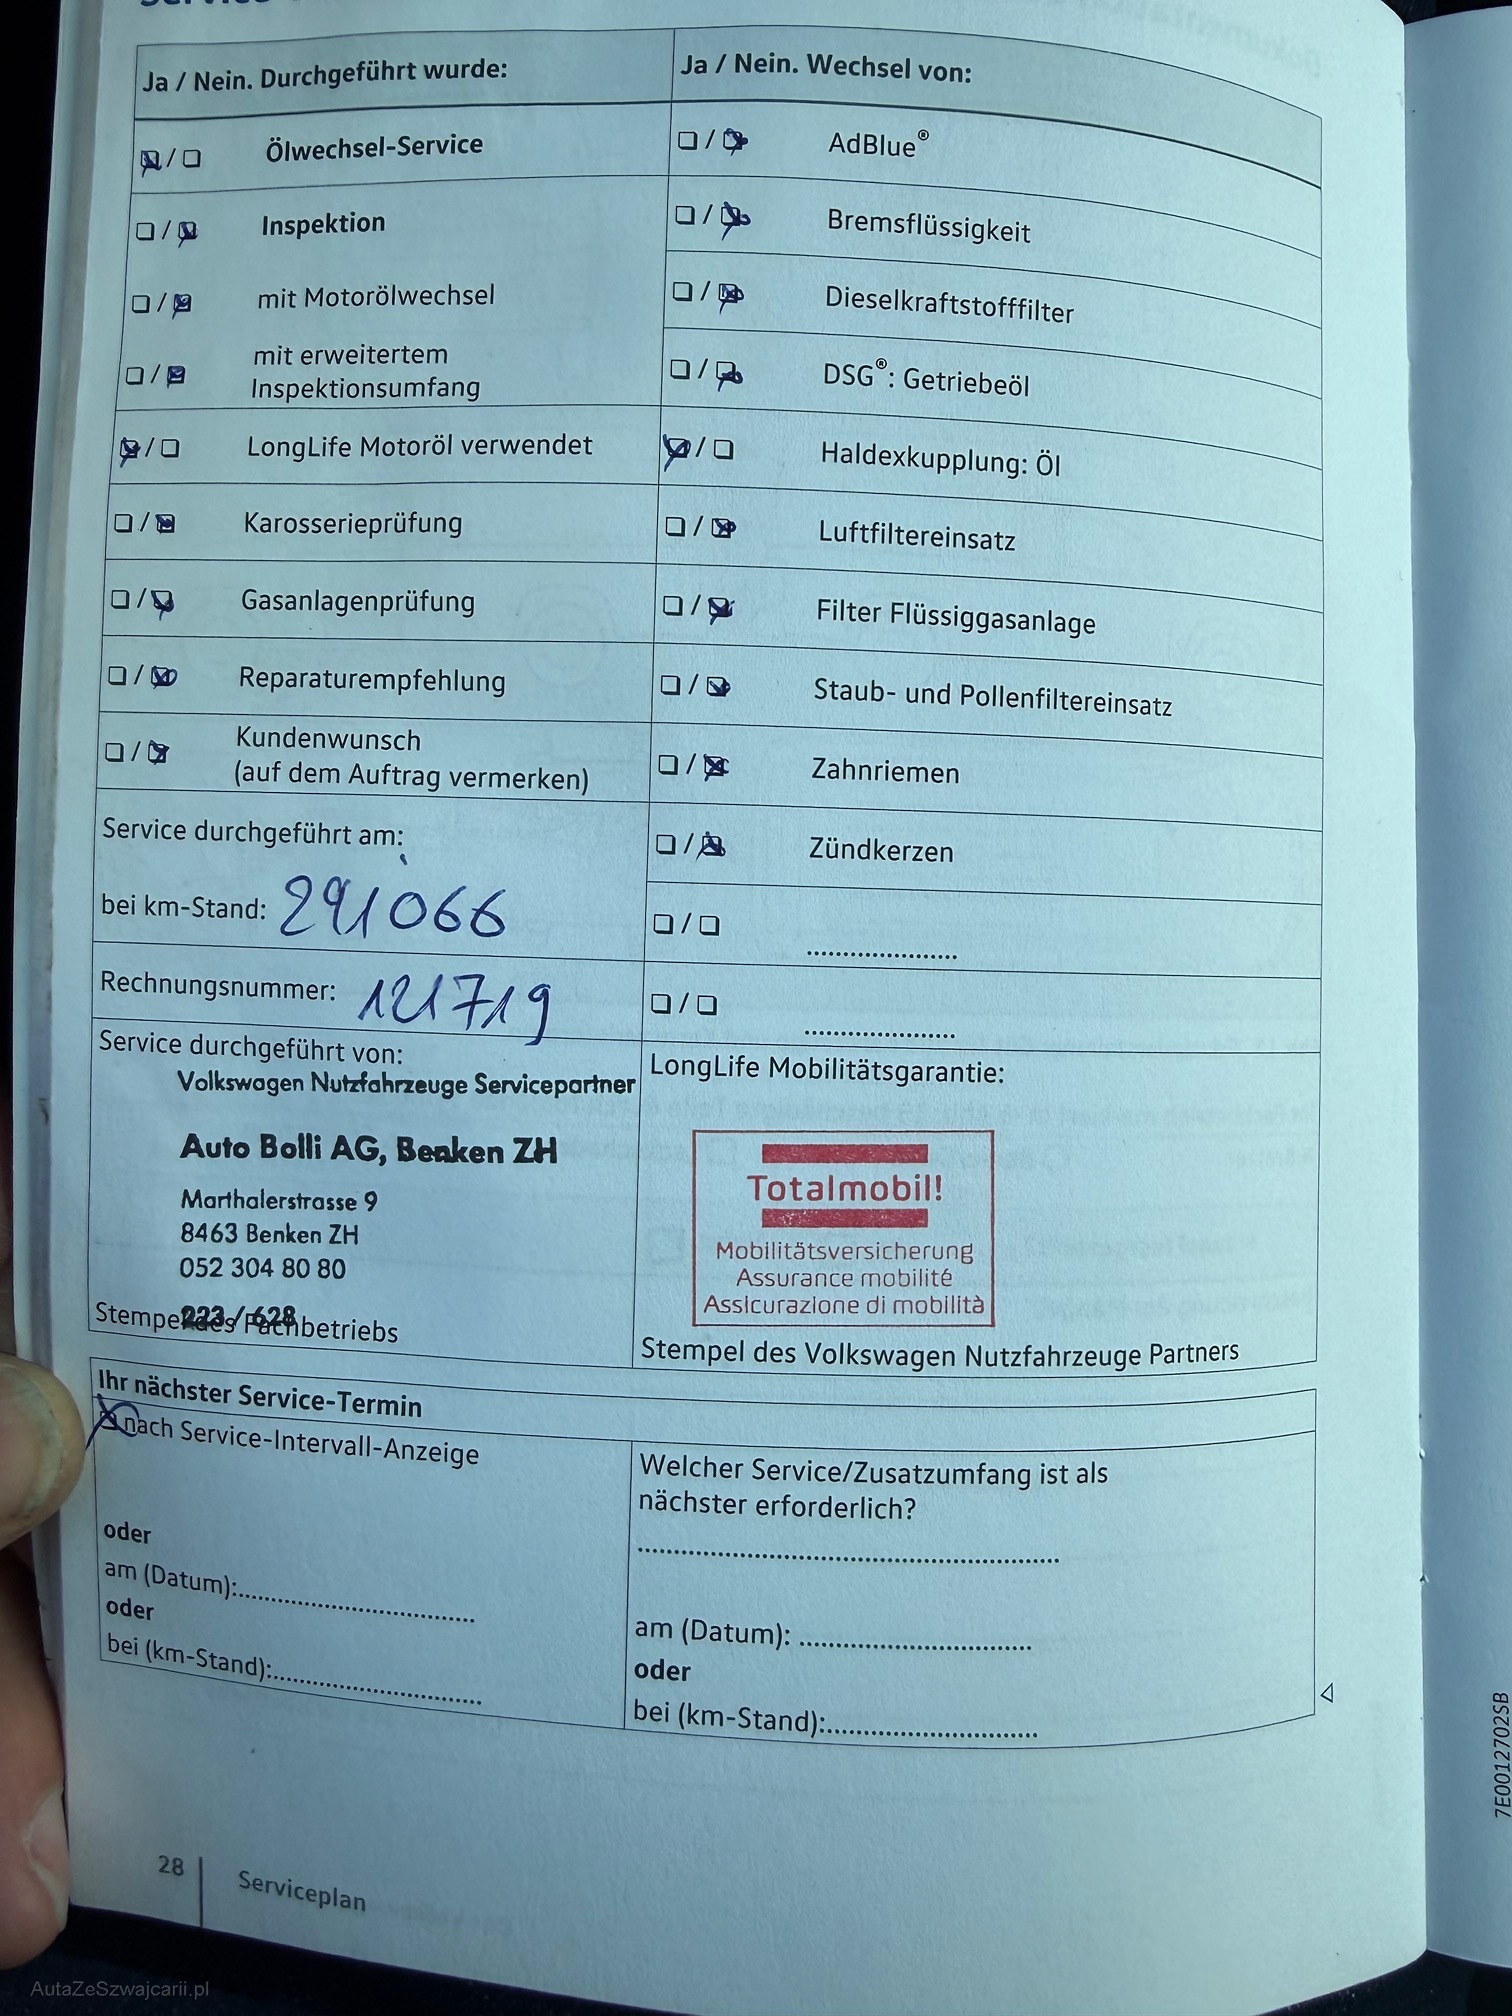 Ja / Nein. Durchgeführt wurde:
Ölwechsel-Service
Inspektion
mit Motorölwechsel
mit erweitertem
Inspektionsumfang
LongLife Motoröl verwendet
Karosserieprüfung
Gasanlagenprüfung
Reparaturempfehlung
Kundenwunsch
(auf dem Auftrag vermerken)
Service durchgeführt am:
bei km-Stand: 291066
Rechnungsnummer: 121719
Service durchgeführt von:
Volkswagen Nutzfahrzeuge Servicepartner
Auto Bolli AG, Benken ZH
Marthalerstrasse 9
8463 Benken ZH
052 304 80 80
223 / 628
Stempel des Fachbetriebs
Ja / Nein. Wechsel von:
AdBlue®
Bremsflüssigkeit
Dieselkraftstofffilter
DSG®: Getriebeöl
Haldexkupplung: Öl
Luftfiltereinsatz
Filter Flüssiggasanlage
Staub- und Pollenfiltereinsatz
Zahnriemen
Zündkerzen
LongLife Mobilitätsgarantie:
Totalmobil!
Mobilitätsversicherung
Assurance mobilité
Assicurazione di mobilità
Stempel des Volkswagen Nutzfahrzeuge Partners
Ihr nächster Service-Termin
nach Service-Intervall-Anzeige
oder
am (Datum):
oder
bei (km-Stand):
Welcher Service/Zusatzumfang ist als
nächster erforderlich?
am (Datum):
oder
bei (km-Stand):
28
Serviceplan
7E0012702SB
AutaZeSzwajcarii.pl